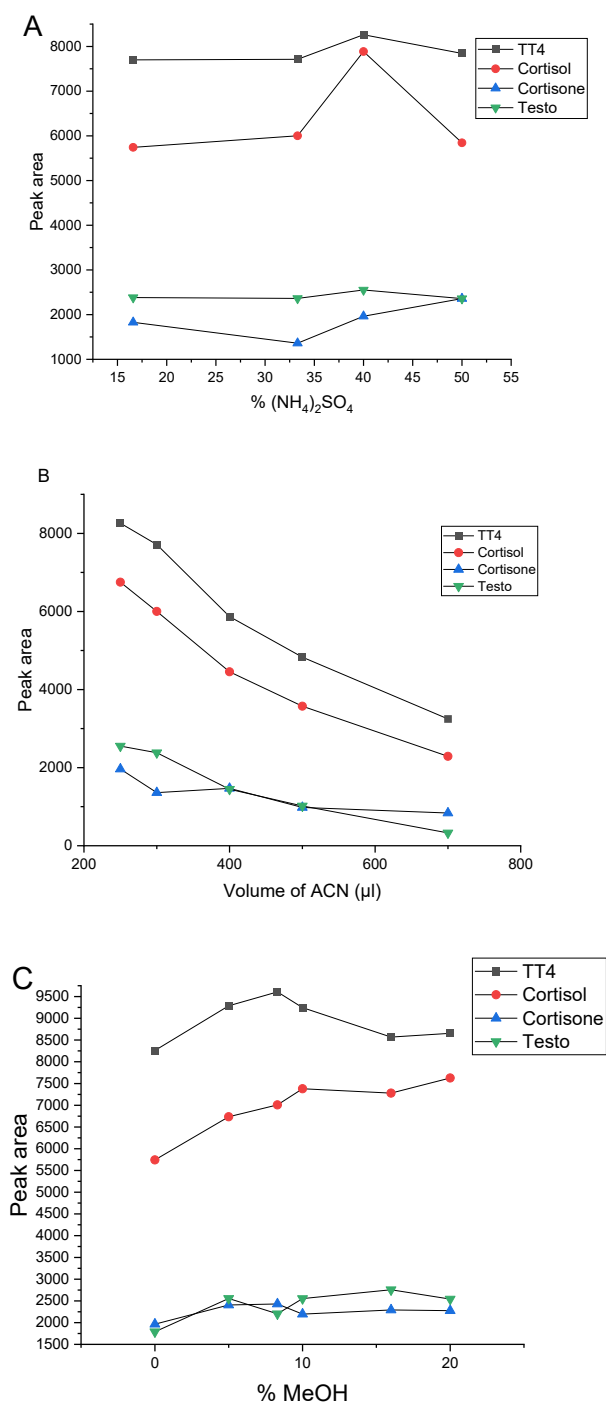 A
8000
7000
6000
5000
4000
3000
2000
1000
Peak area
15 20 25 30 35 40 45 50 55
% (NH₄)₂SO₄
TT4
Cortisol
Cortisone
Testo
B
8000
6000
4000
2000
0
Peak area
200 400 600 800
Volume of ACN (µl)
TT4
Cortisol
Cortisone
Testo
C
9500
9000
8500
8000
7500
7000
6500
6000
5500
5000
4500
4000
3500
3000
2500
2000
1500
Peak area
0 10 20
% MeOH
TT4
Cortisol
Cortisone
Testo